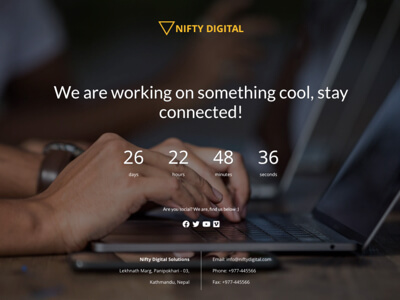 NIFTY DIGITAL
We are working on something cool, stay
connected!
26 22 48 36
days hours minutes seconds
Are you social? We are, find us below :)
Nifty Digital Solutions
Lekhnath Marg, Panipokhari - 03,
Kathmandu, Nepal
Email: info@niftydigital.com
Phone: +977-445566
Fax: +977-445566